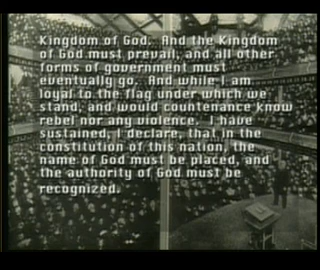 Kingdom of God. And the Kingdom
of God must prevail, and all other
forms of government must
eventually go. And while I am
loyal to the flag under which we
stand, and would countenance know
rebel nor any violence. I have
sustained, I declare, that in the
constitution of this nation, the
name of God must be placed, and
the authority of God must be
recognized.